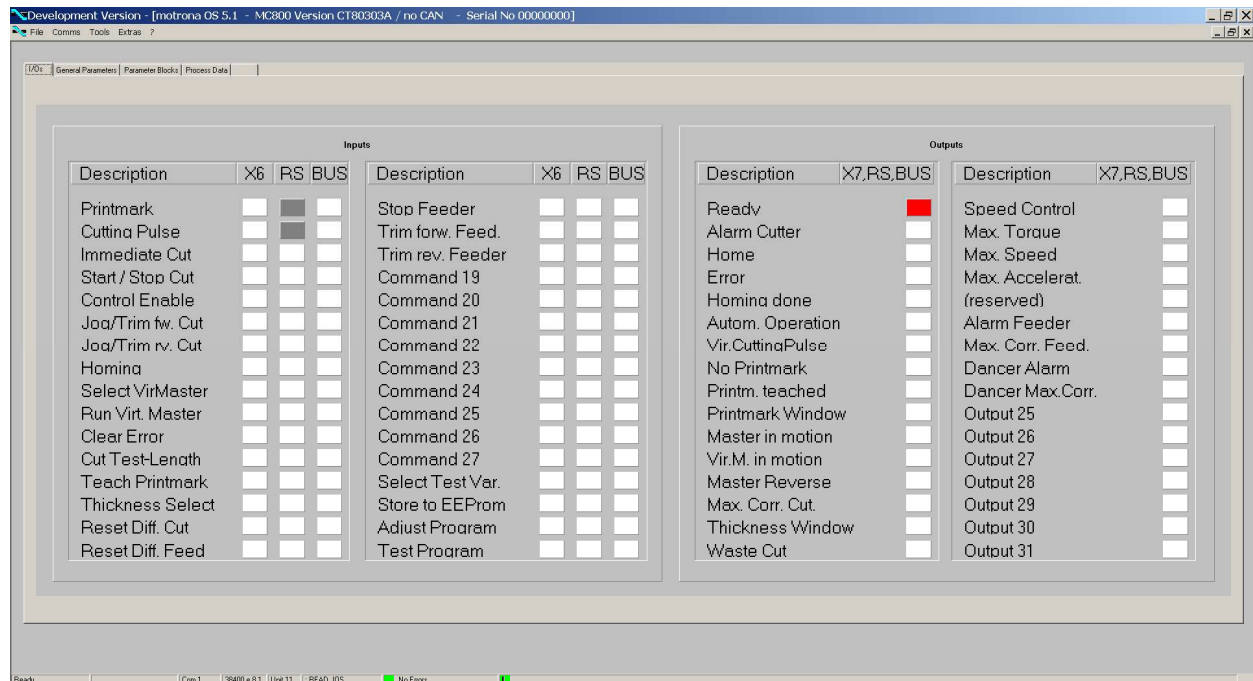 Development Version - [motrona OS 5.1 - MC800 Version CT80303A / no CAN - Serial No 00000000]
File Comms Tools Extras ?
I/Os General Parameters Parameter Blocks Process Data
Inputs
Description X6 RS BUS
Printmark
Cutting Pulse
Immediate Cut
Start / Stop Cut
Control Enable
Jog/Trim fw. Cut
Jog/Trim rv. Cut
Homing
Select VirMaster
Run Virt. Master
Clear Error
Cut Test-Length
Teach Printmark
Thickness Select
Reset Diff. Cut
Reset Diff. Feed
Description X6 RS BUS
Stop Feeder
Trim forw. Feed.
Trim rev. Feeder
Command 19
Command 20
Command 21
Command 22
Command 23
Command 24
Command 25
Command 26
Command 27
Select Test Var.
Store to EEProm
Adjust Program
Test Program
Outputs
Description X7,RS,BUS
Ready
Alarm Cutter
Home
Error
Homing done
Autom. Operation
Vir.CuttingPulse
No Printmark
Printm. teached
Printmark Window
Master in motion
Vir.M. in motion
Master Reverse
Max. Corr. Cut.
Thickness Window
Waste Cut
Description X7,RS,BUS
Speed Control
Max. Torque
Max. Speed
Max. Accelerat.
(reserved)
Alarm Feeder
Max. Corr. Feed.
Dancer Alarm
Dancer Max.Corr.
Output 25
Output 26
Output 27
Output 28
Output 29
Output 30
Output 31
Ready Com 1 38400 e 8 1 Unit 11 : READ_IOS No Errors